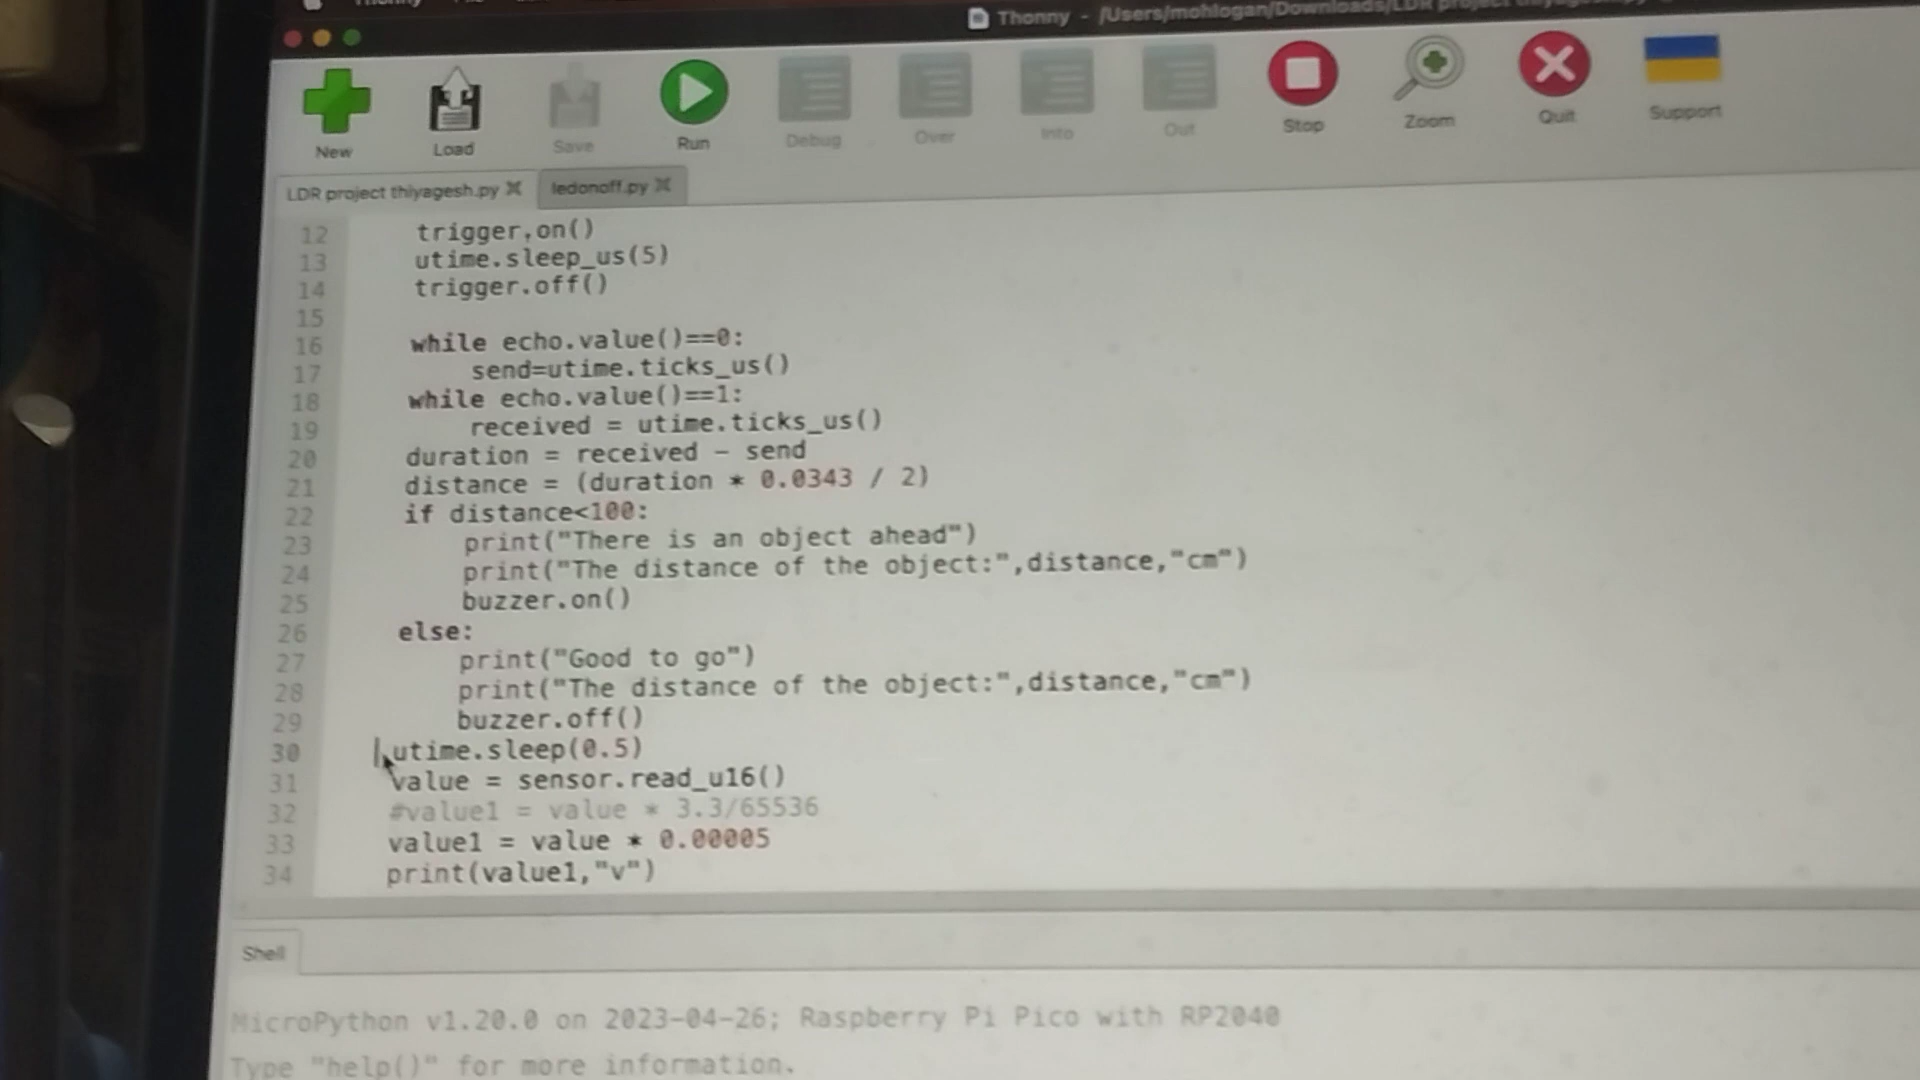 Thonny
Thonny - /Users/mohlogan/Downloads/LDR project thiyagesh.py
New
Load
Save
Run
Debug
Over
Into
Out
Stop
Zoom
Quit
Support
LDR project thiyagesh.py
ledonoff.py
12 trigger.on()
13 utime.sleep_us(5)
14 trigger.off()
15
16 while echo.value()==0:
17 send=utime.ticks_us()
18 while echo.value()==1:
19 received = utime.ticks_us()
20 duration = received - send
21 distance = (duration * 0.0343 / 2)
22 if distance<100:
23 print("There is an object ahead")
24 print("The distance of the object:",distance,"cm")
25 buzzer.on()
26 else:
27 print("Good to go")
28 print("The distance of the object:",distance,"cm")
29 buzzer.off()
30 utime.sleep(0.5)
31 value = sensor.read_u16()
32 #value1 = value * 3.3/65536
33 value1 = value * 0.00005
34 print(value1,"v")
Shell
MicroPython v1.20.0 on 2023-04-26; Raspberry Pi Pico with RP2040
Type "help()" for more information.